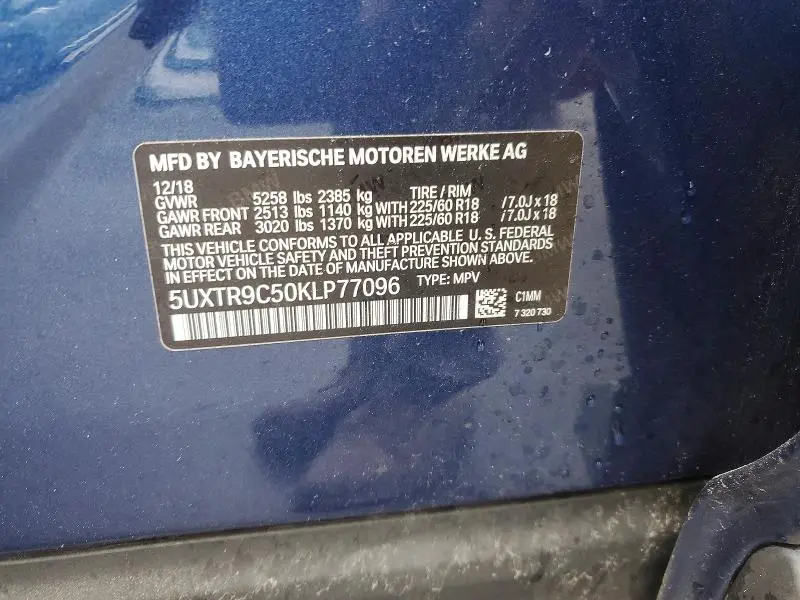 MFD BY BAYERISCHE MOTOREN WERKE AG
12/18 TIRE / RIM
GVWR 5258 lbs 2385 kg
GAWR FRONT 2513 lbs 1140 kg WITH 225/60 R18 /7.0J x 18
GAWR REAR 3020 lbs 1370 kg WITH 225/60 R18 /7.0J x 18
THIS VEHICLE CONFORMS TO ALL APPLICABLE U.S. FEDERAL
MOTOR VEHICLE SAFETY AND THEFT PREVENTION STANDARDS
IN EFFECT ON THE DATE OF MANUFACTURE SHOWN ABOVE.
5UXTR9C50KLP77096 TYPE: MPV
C1MM
7 320 730